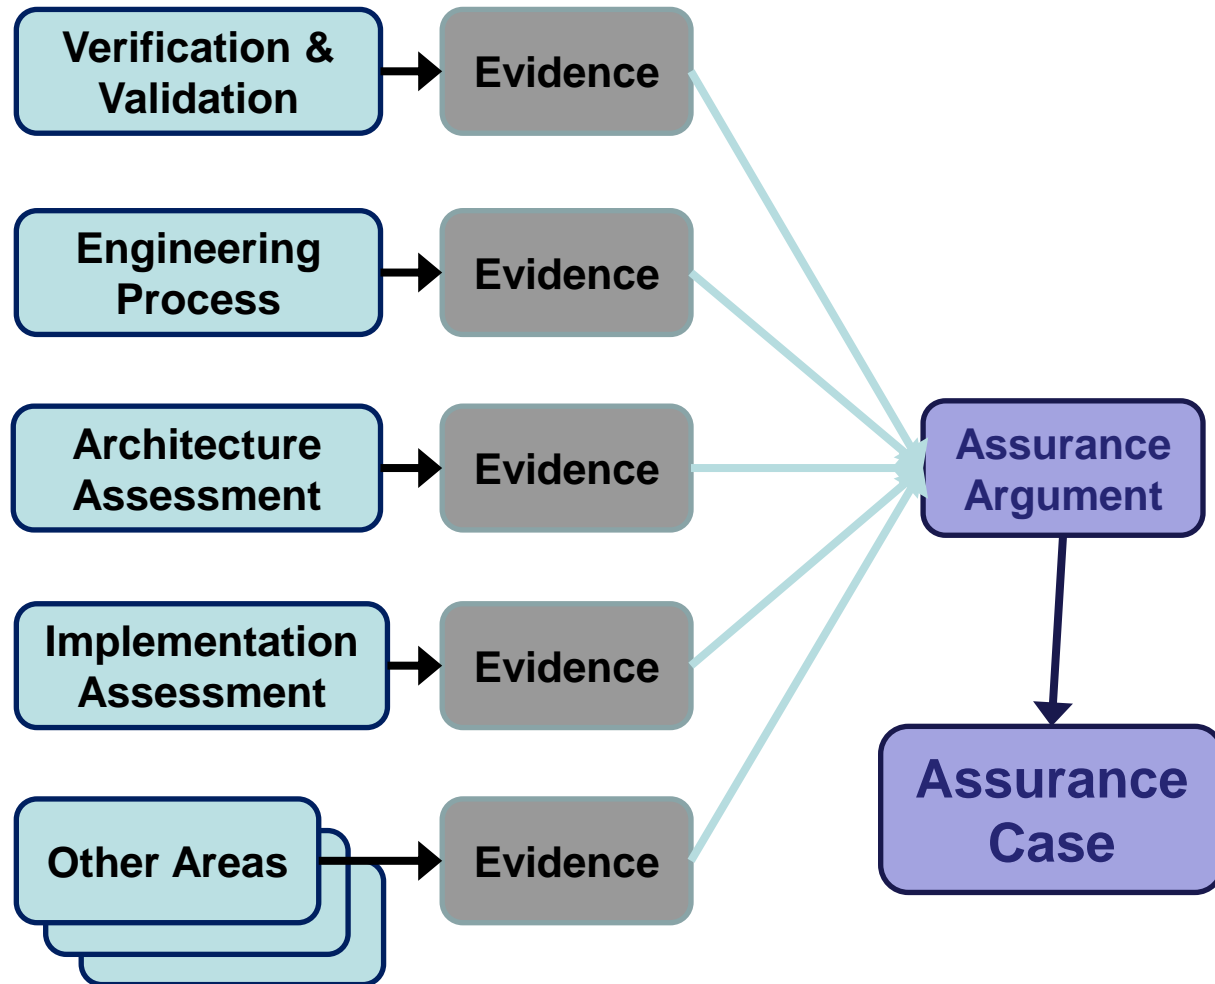 Verification &
Validation
Evidence
Engineering
Process
Evidence
Architecture
Assessment
Evidence
Assurance
Argument
Implementation
Assessment
Evidence
Assurance
Case
Other Areas
Evidence